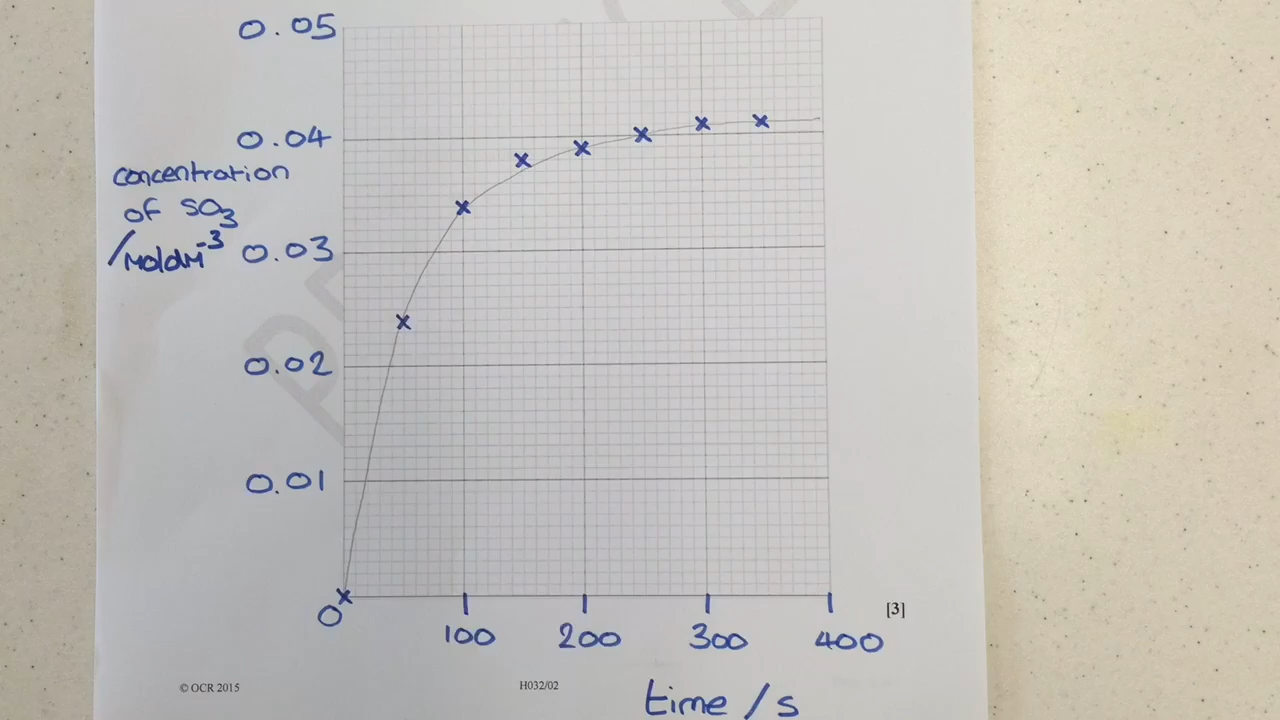 0.05
0.04
concentration
of SO₃
/moldm⁻³
0.03
0.02
0.01
0
100 200 300 400
[3]
© OCR 2015 H032/02
time / s